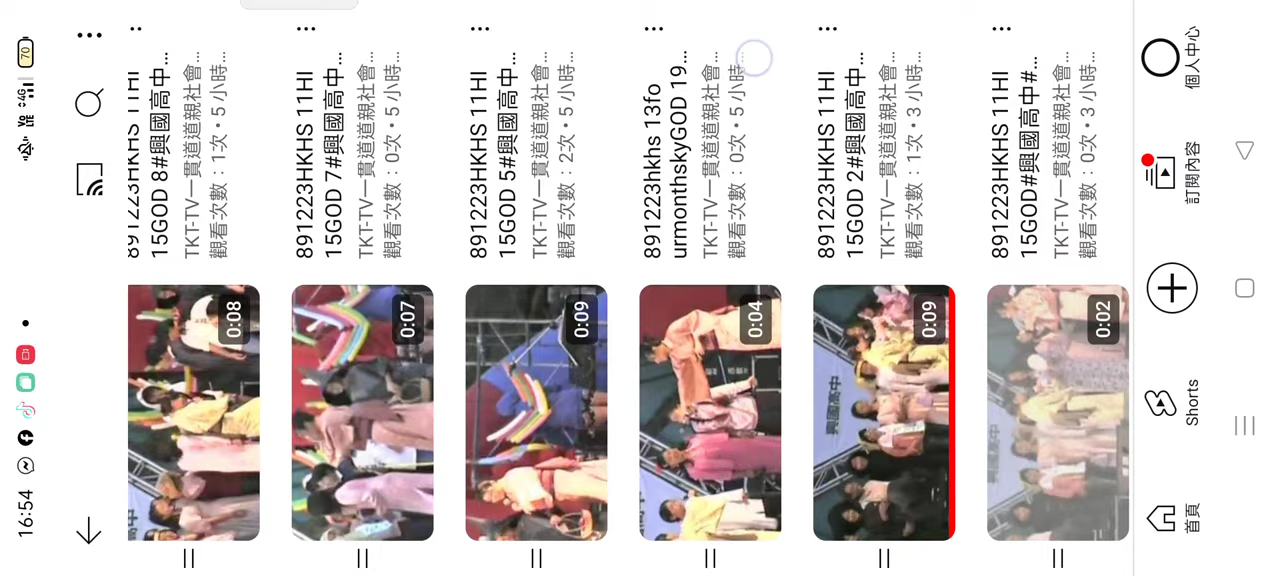 16:54
4G
70
891223HKHS 11HI
15GOD 8#興國高中...
TKT-TV一貫道道親社會...
觀看次數：1次・5 小時...
0:08
891223HKHS 11HI
15GOD 7#興國高中...
TKT-TV一貫道道親社會...
觀看次數：0次・5 小時...
0:07
891223HKHS 11HI
15GOD 5#興國高中...
TKT-TV一貫道道親社會...
觀看次數：2次・5 小時...
0:09
891223hkhs 13fo
urmonthskyGOD 19...
TKT-TV一貫道道親社會...
觀看次數：0次・5 小時...
0:04
891223HKHS 11HI
15GOD 2#興國高中...
TKT-TV一貫道道親社會...
觀看次數：1次・3 小時...
興國高中
0:09
891223HKHS 11HI
15GOD#興國高中#...
TKT-TV一貫道道親社會...
觀看次數：0次・3 小時...
0:02
首頁
Shorts
訂閱內容
個人中心